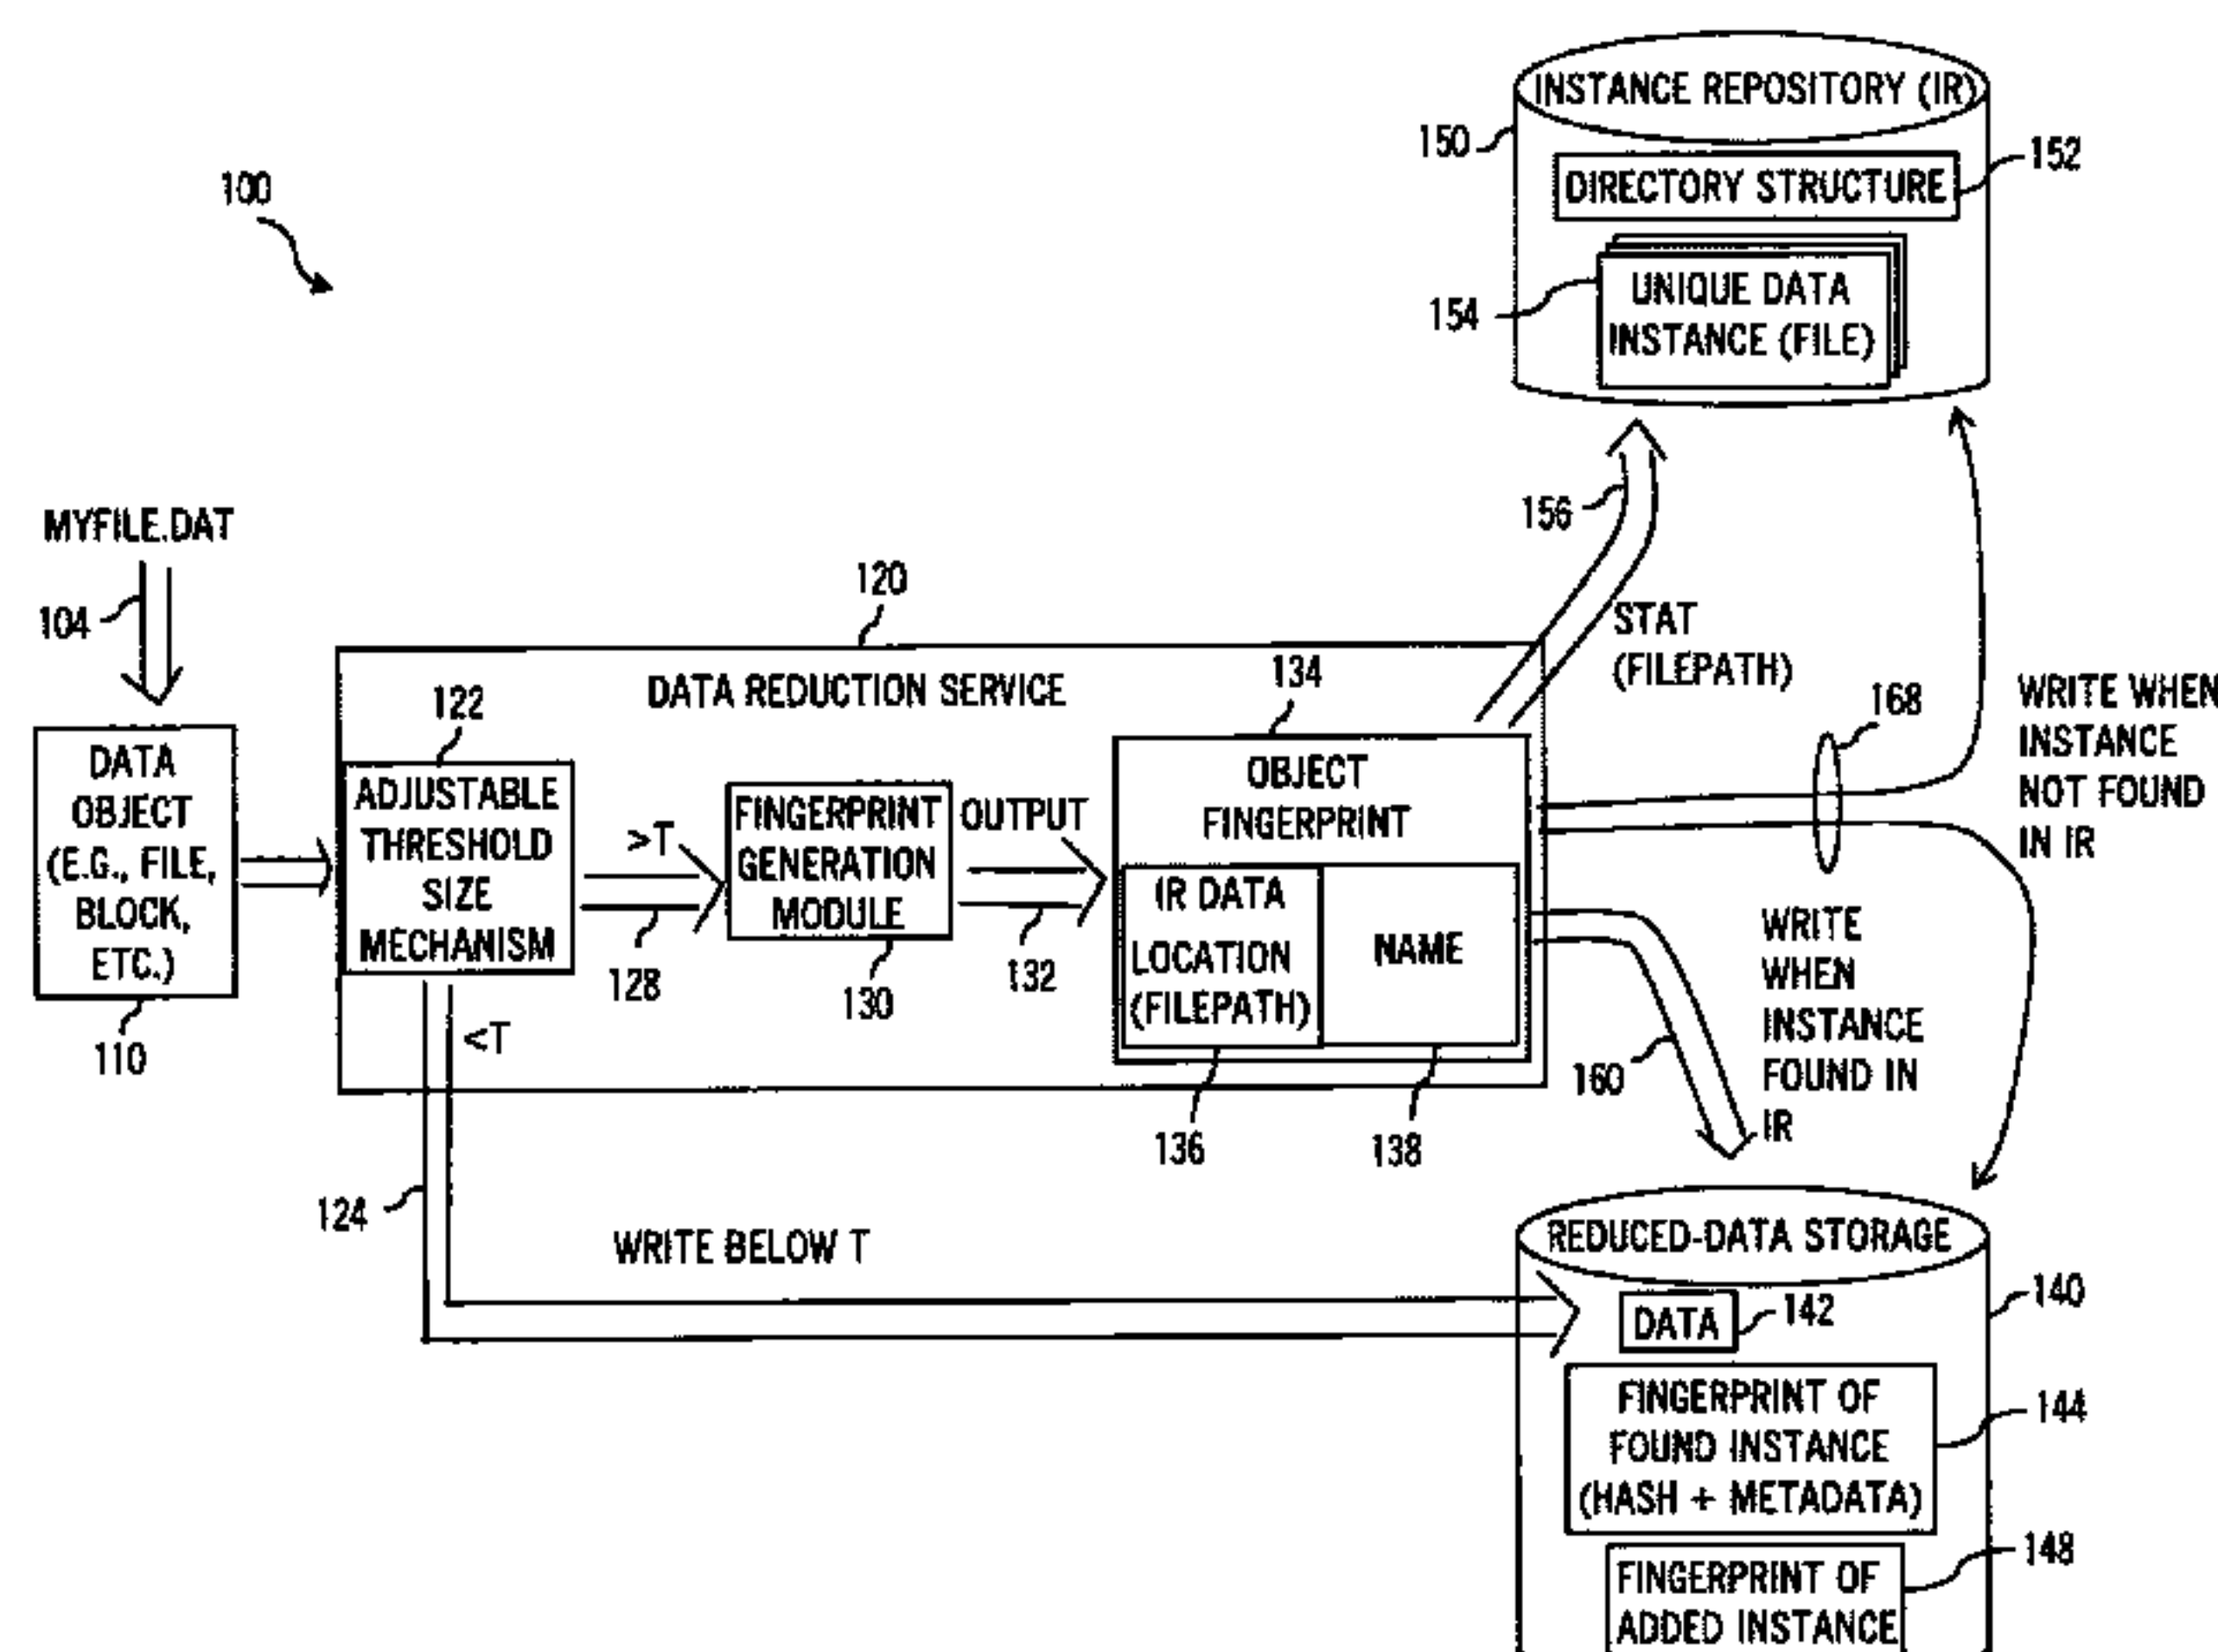 INSTANCE REPOSITORY (IR)
150
DIRECTORY STRUCTURE
152
154
UNIQUE DATA
INSTANCE (FILE)
100
156
STAT
(FILEPATH)
MYFILE.DAT
104
DATA
OBJECT
(E.G., FILE,
BLOCK,
ETC.)
110
120
DATA REDUCTION SERVICE
122
ADJUSTABLE
THRESHOLD
SIZE
MECHANISM
>T
128
FINGERPRINT
GENERATION
MODULE
130
OUTPUT
132
134
OBJECT
FINGERPRINT
IR DATA
LOCATION
(FILEPATH)
136
NAME
138
168
WRITE WHEN
INSTANCE
NOT FOUND
IN IR
WRITE
WHEN
INSTANCE
FOUND IN
IR
160
<T
124
WRITE BELOW T
REDUCED-DATA STORAGE
140
DATA
142
FINGERPRINT OF
FOUND INSTANCE
(HASH + METADATA)
144
FINGERPRINT OF
ADDED INSTANCE
148